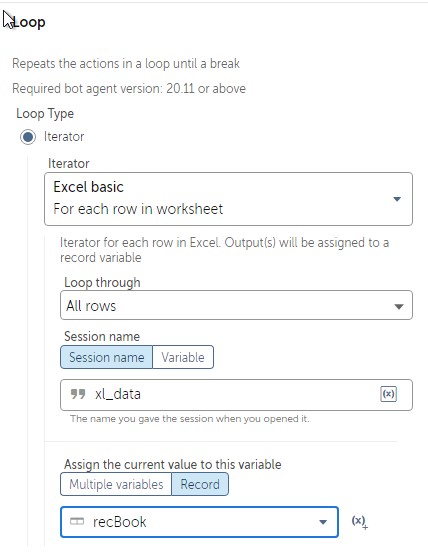 Loop
Repeats the actions in a loop until a break
Required bot agent version: 20.11 or above
Loop Type
Iterator
Iterator
Excel basic
For each row in worksheet
Iterator for each row in Excel. Output(s) will be assigned to a
record variable
Loop through
All rows
Session name
Session name Variable
xl_data (x)
The name you gave the session when you opened it.
Assign the current value to this variable
Multiple variables Record
recBook (x)+